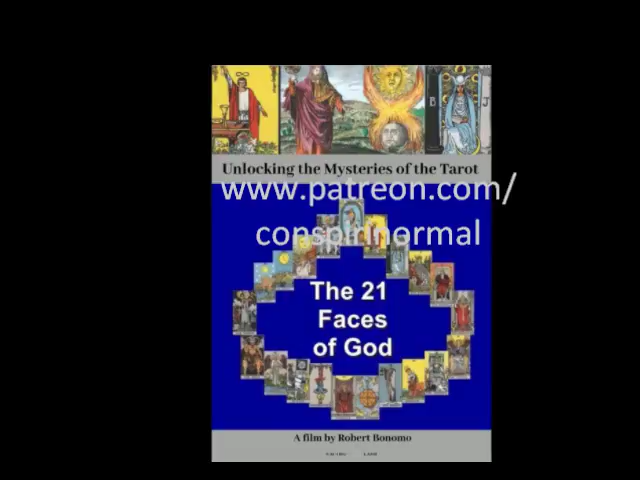 Unlocking the Mysteries of the Tarot
www.patreon.com/
conspirinormal
The 21
Faces
of God
A film by Robert Bonomo